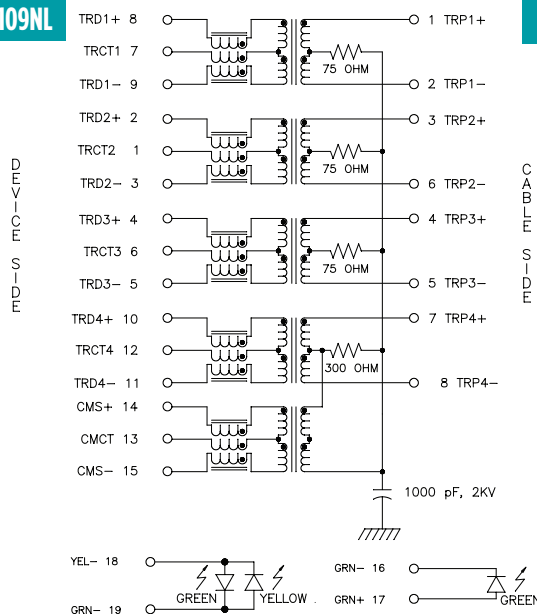 109NL
TRD1+ 8
1 TRP1+
TRCT1 7
75 OHM
TRD1- 9
2 TRP1-
TRD2+ 2
3 TRP2+
TRCT2 1
75 OHM
TRD2- 3
6 TRP2-
DEVICE SIDE
CABLE SIDE
TRD3+ 4
4 TRP3+
TRCT3 6
75 OHM
TRD3- 5
5 TRP3-
TRD4+ 10
7 TRP4+
TRCT4 12
300 OHM
TRD4- 11
8 TRP4-
CMS+ 14
CMCT 13
CMS- 15
1000 pF, 2KV
YEL- 18
GREEN
YELLOW
GRN- 19
GRN- 16
GRN+ 17
GREEN